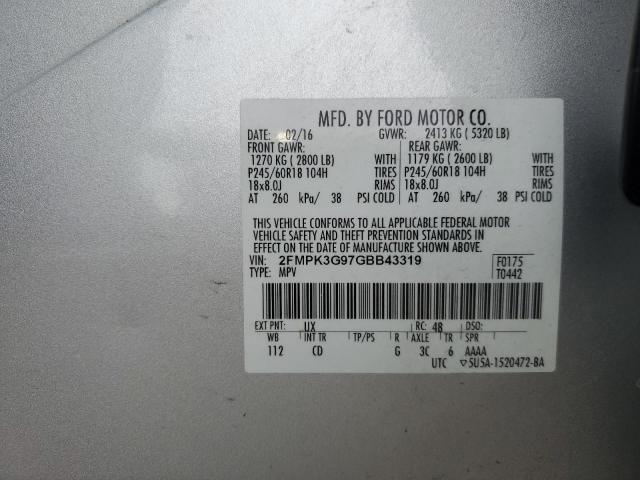 MFD. BY FORD MOTOR CO.
DATE: 02/16 GVWR: 2413 KG ( 5320 LB)
FRONT GAWR: REAR GAWR:
1270 KG ( 2800 LB) WITH 1179 KG ( 2600 LB) WITH
P245/60R18 104H TIRES P245/60R18 104H TIRES
18x8.0J RIMS 18x8.0J RIMS
AT 260 kPa/ 38 PSI COLD AT 260 kPa/ 38 PSI COLD
THIS VEHICLE CONFORMS TO ALL APPLICABLE FEDERAL MOTOR
VEHICLE SAFETY AND THEFT PREVENTION STANDARDS IN
EFFECT ON THE DATE OF MANUFACTURE SHOWN ABOVE.
VIN: 2FMPK3G97GBB43319 F0175
TYPE: MPV T0442
EXT PNT: UX RC: 48 DSO:
WB INT TR TP/PS R AXLE TR SPR
112 CD G 3C 6 AAAA
UTC ▽5U5A-1520472-BA